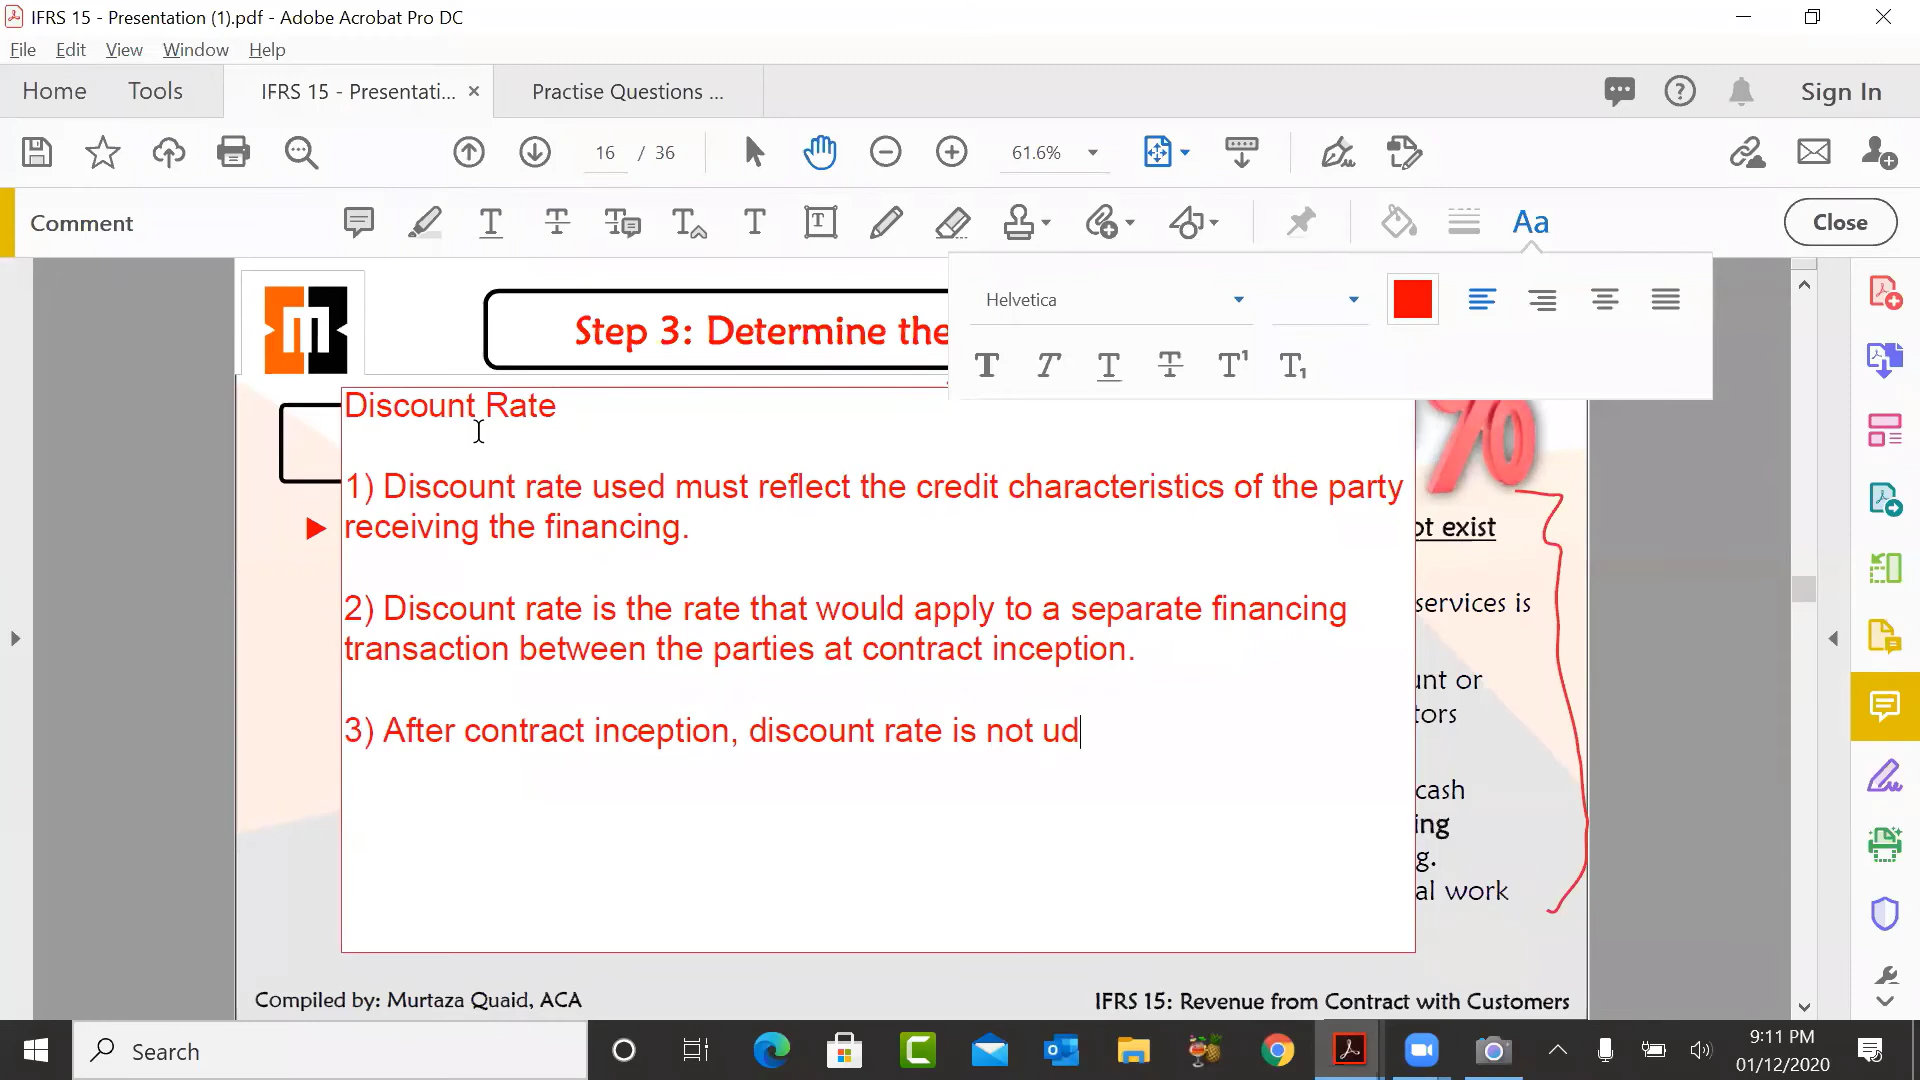 IFRS 15 - Presentation (1).pdf - Adobe Acrobat Pro DC
File Edit View Window Help
Home Tools IFRS 15 - Presentati... × Practise Questions ... Sign In
16 / 36 61.6%
Comment Close
Helvetica
Step 3: Determine the
Discount Rate
1) Discount rate used must reflect the credit characteristics of the party
receiving the financing.
ot exist
2) Discount rate is the rate that would apply to a separate financing
services is
transaction between the parties at contract inception.
unt or
tors
3) After contract inception, discount rate is not ud
cash
ing
g.
al work
%
Compiled by: Murtaza Quaid, ACA
IFRS 15: Revenue from Contract with Customers
Search
9:11 PM
01/12/2020